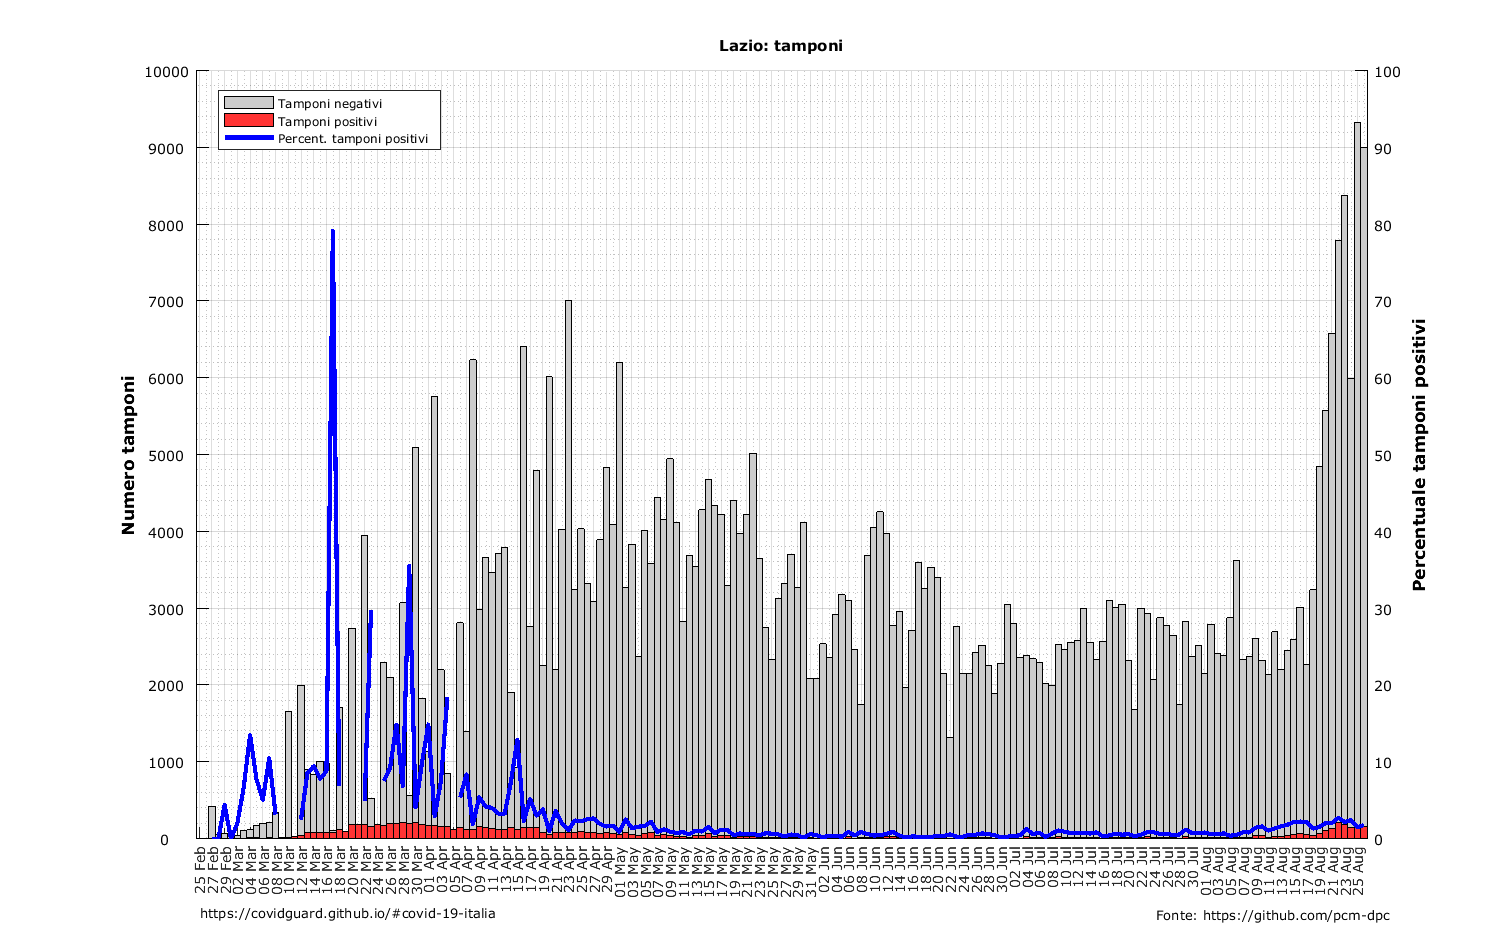 Lazio: tamponi
Tamponi negativi
Tamponi positivi
Percent. tamponi positivi
Numero tamponi
10000
9000
8000
7000
6000
5000
4000
3000
2000
1000
0
Percentuale tamponi positivi
100
90
80
70
60
50
40
30
20
10
0
25 Feb
27 Feb
29 Feb
02 Mar
04 Mar
06 Mar
08 Mar
10 Mar
12 Mar
14 Mar
16 Mar
18 Mar
20 Mar
22 Mar
24 Mar
26 Mar
28 Mar
30 Mar
01 Apr
03 Apr
05 Apr
07 Apr
09 Apr
11 Apr
13 Apr
15 Apr
17 Apr
19 Apr
21 Apr
23 Apr
25 Apr
27 Apr
29 Apr
01 May
03 May
05 May
07 May
09 May
11 May
13 May
15 May
17 May
19 May
21 May
23 May
25 May
27 May
29 May
31 May
02 Jun
04 Jun
06 Jun
08 Jun
10 Jun
12 Jun
14 Jun
16 Jun
18 Jun
20 Jun
22 Jun
24 Jun
26 Jun
28 Jun
30 Jun
02 Jul
04 Jul
06 Jul
08 Jul
10 Jul
12 Jul
14 Jul
16 Jul
18 Jul
20 Jul
22 Jul
24 Jul
26 Jul
28 Jul
30 Jul
01 Aug
03 Aug
05 Aug
07 Aug
09 Aug
11 Aug
13 Aug
15 Aug
17 Aug
19 Aug
21 Aug
23 Aug
25 Aug
https://covidguard.github.io/#covid-19-italia
Fonte: https://github.com/pcm-dpc